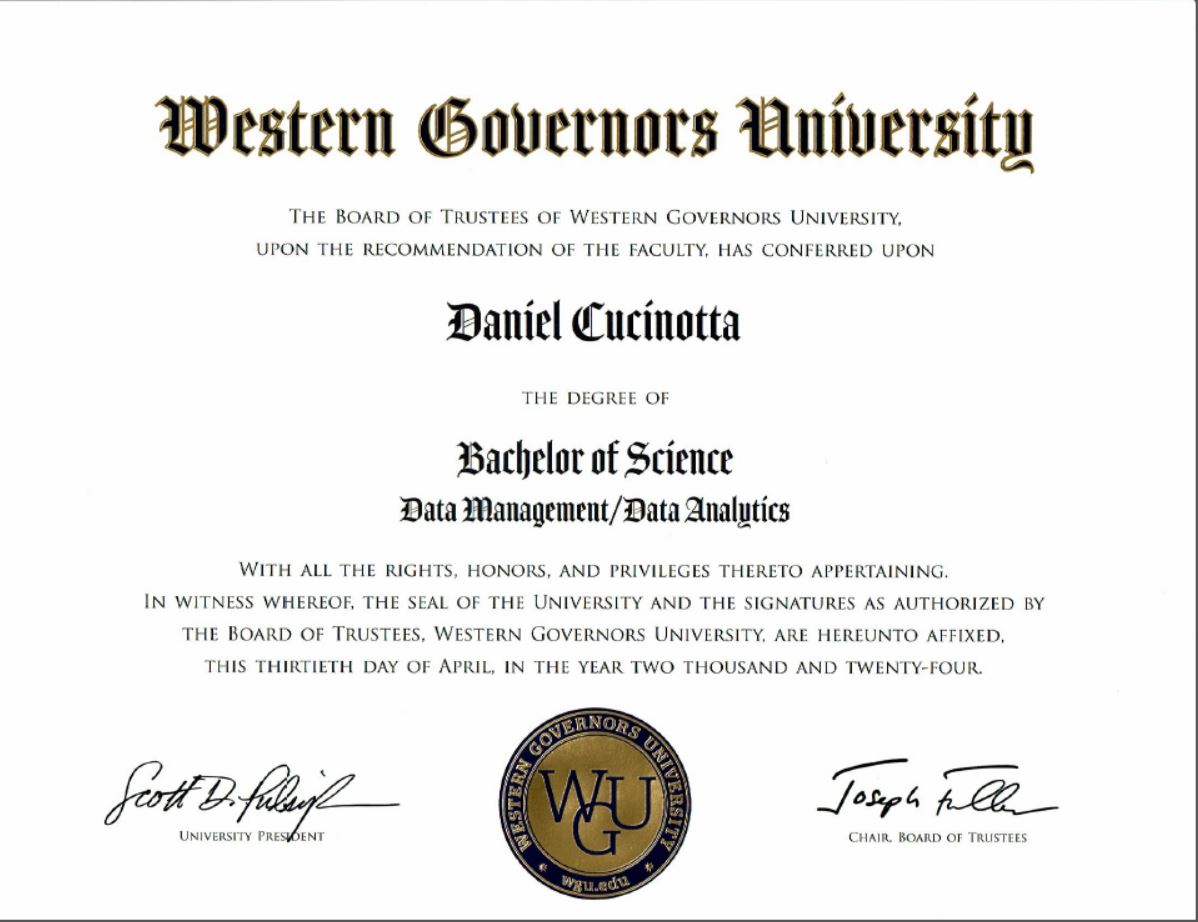 Western Governors University
THE BOARD OF TRUSTEES OF WESTERN GOVERNORS UNIVERSITY,
UPON THE RECOMMENDATION OF THE FACULTY, HAS CONFERRED UPON
Daniel Cucinotta
THE DEGREE OF
Bachelor of Science
Data Management/Data Analytics
WITH ALL THE RIGHTS, HONORS, AND PRIVILEGES THERETO APPERTAINING.
IN WITNESS WHEREOF, THE SEAL OF THE UNIVERSITY AND THE SIGNATURES AS AUTHORIZED BY
THE BOARD OF TRUSTEES, WESTERN GOVERNORS UNIVERSITY, ARE HEREUNTO AFFIXED,
THIS THIRTIETH DAY OF APRIL, IN THE YEAR TWO THOUSAND AND TWENTY-FOUR.
Scott D.
UNIVERSITY PRESIDENT
WESTERN GOVERNORS UNIVERSITY
WGU
wgu.edu
Joseph Fuller
CHAIR, BOARD OF TRUSTEES